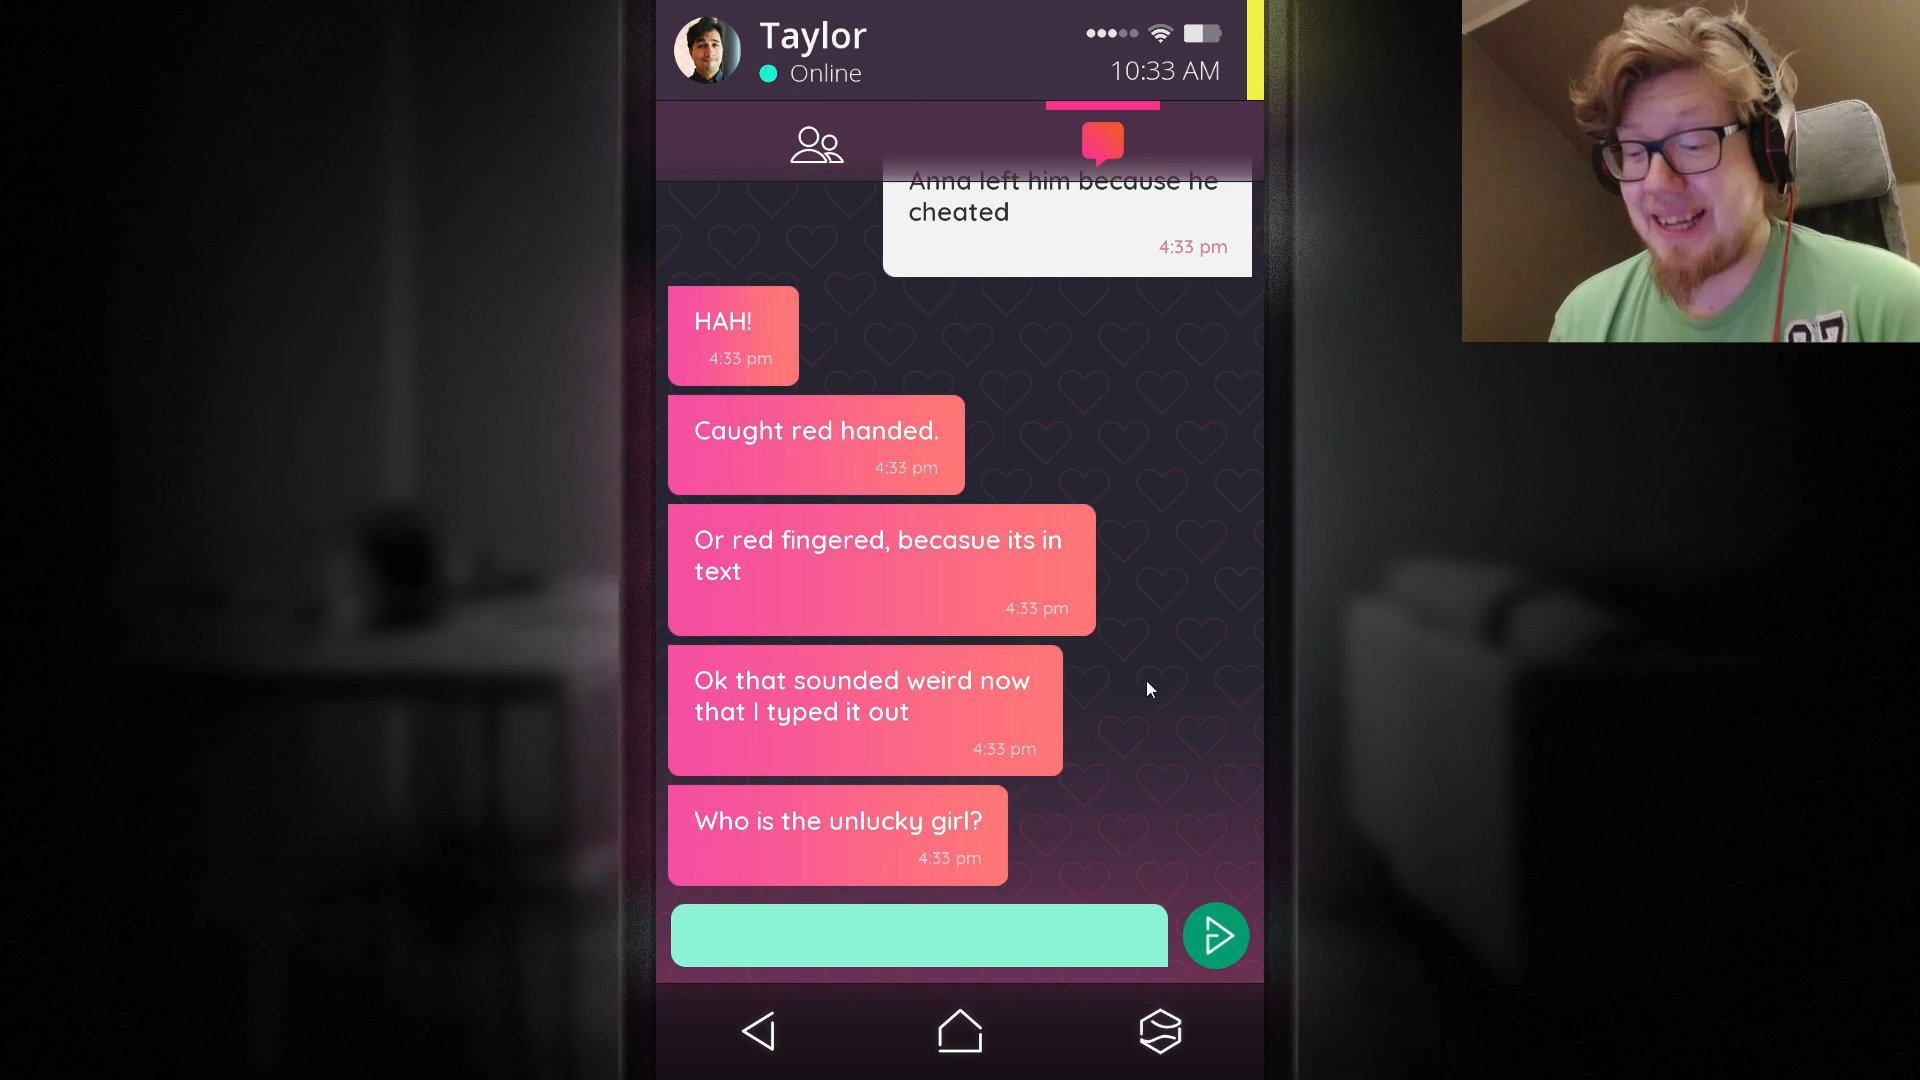 Taylor
Online
10:33 AM
Anna left him because he
cheated
4:33 pm
HAH!
4:33 pm
Caught red handed.
4:33 pm
Or red fingered, becasue its in
text
4:33 pm
Ok that sounded weird now
that I typed it out
4:33 pm
Who is the unlucky girl?
4:33 pm